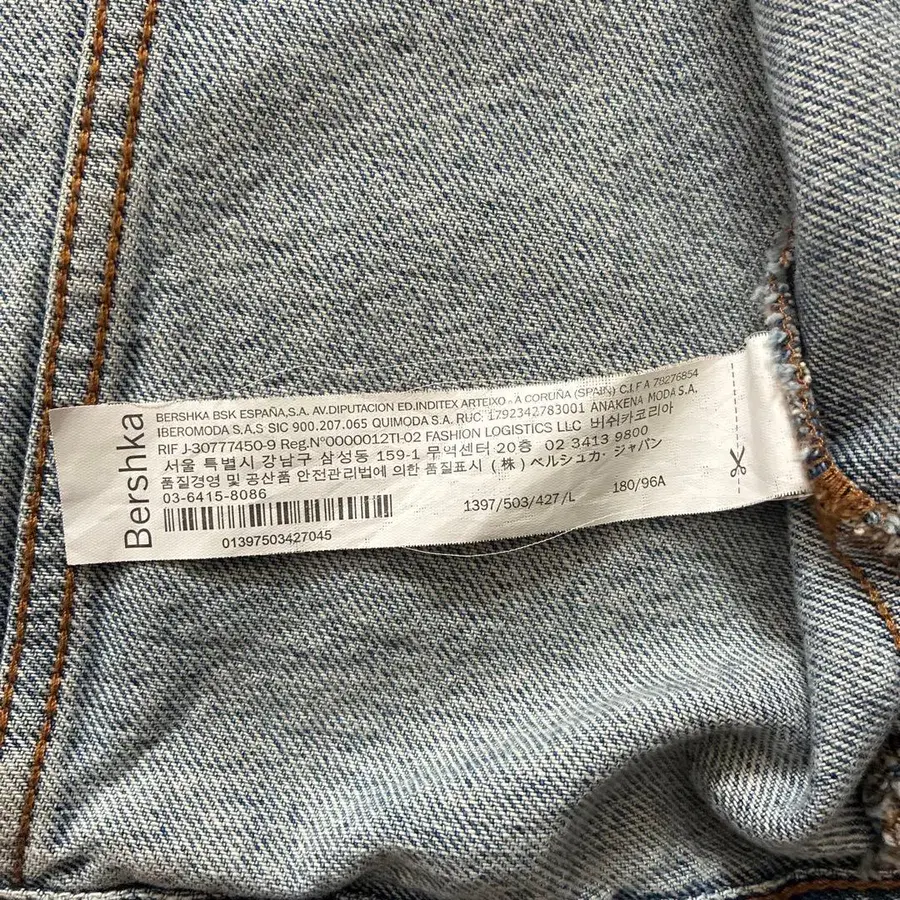 Bershka
BERSHKA BSK ESPAÑA,S.A. AV.DIPUTACION ED.INDITEX ARTEIXO - A CORUÑA (SPAIN) C.I.F A 78276854
IBEROMODA S.A.S SIC 900.207.065 QUIMODA S.A. RUC. 1792342783001 ANAKENA MODA S.A.
RIF J-30777450-9 Reg.N°0000012TI-02 FASHION LOGISTICS LLC 버쉬카코리아
서울 특별시 강남구 삼성동 159-1 무역센터 20층 02 3413 9800
품질경영 및 공산품 안전관리법에 의한 품질표시 (株) ベルシュカ・ジャパン
03-6415-8086
1397/503/427/L 180/96A
01397503427045